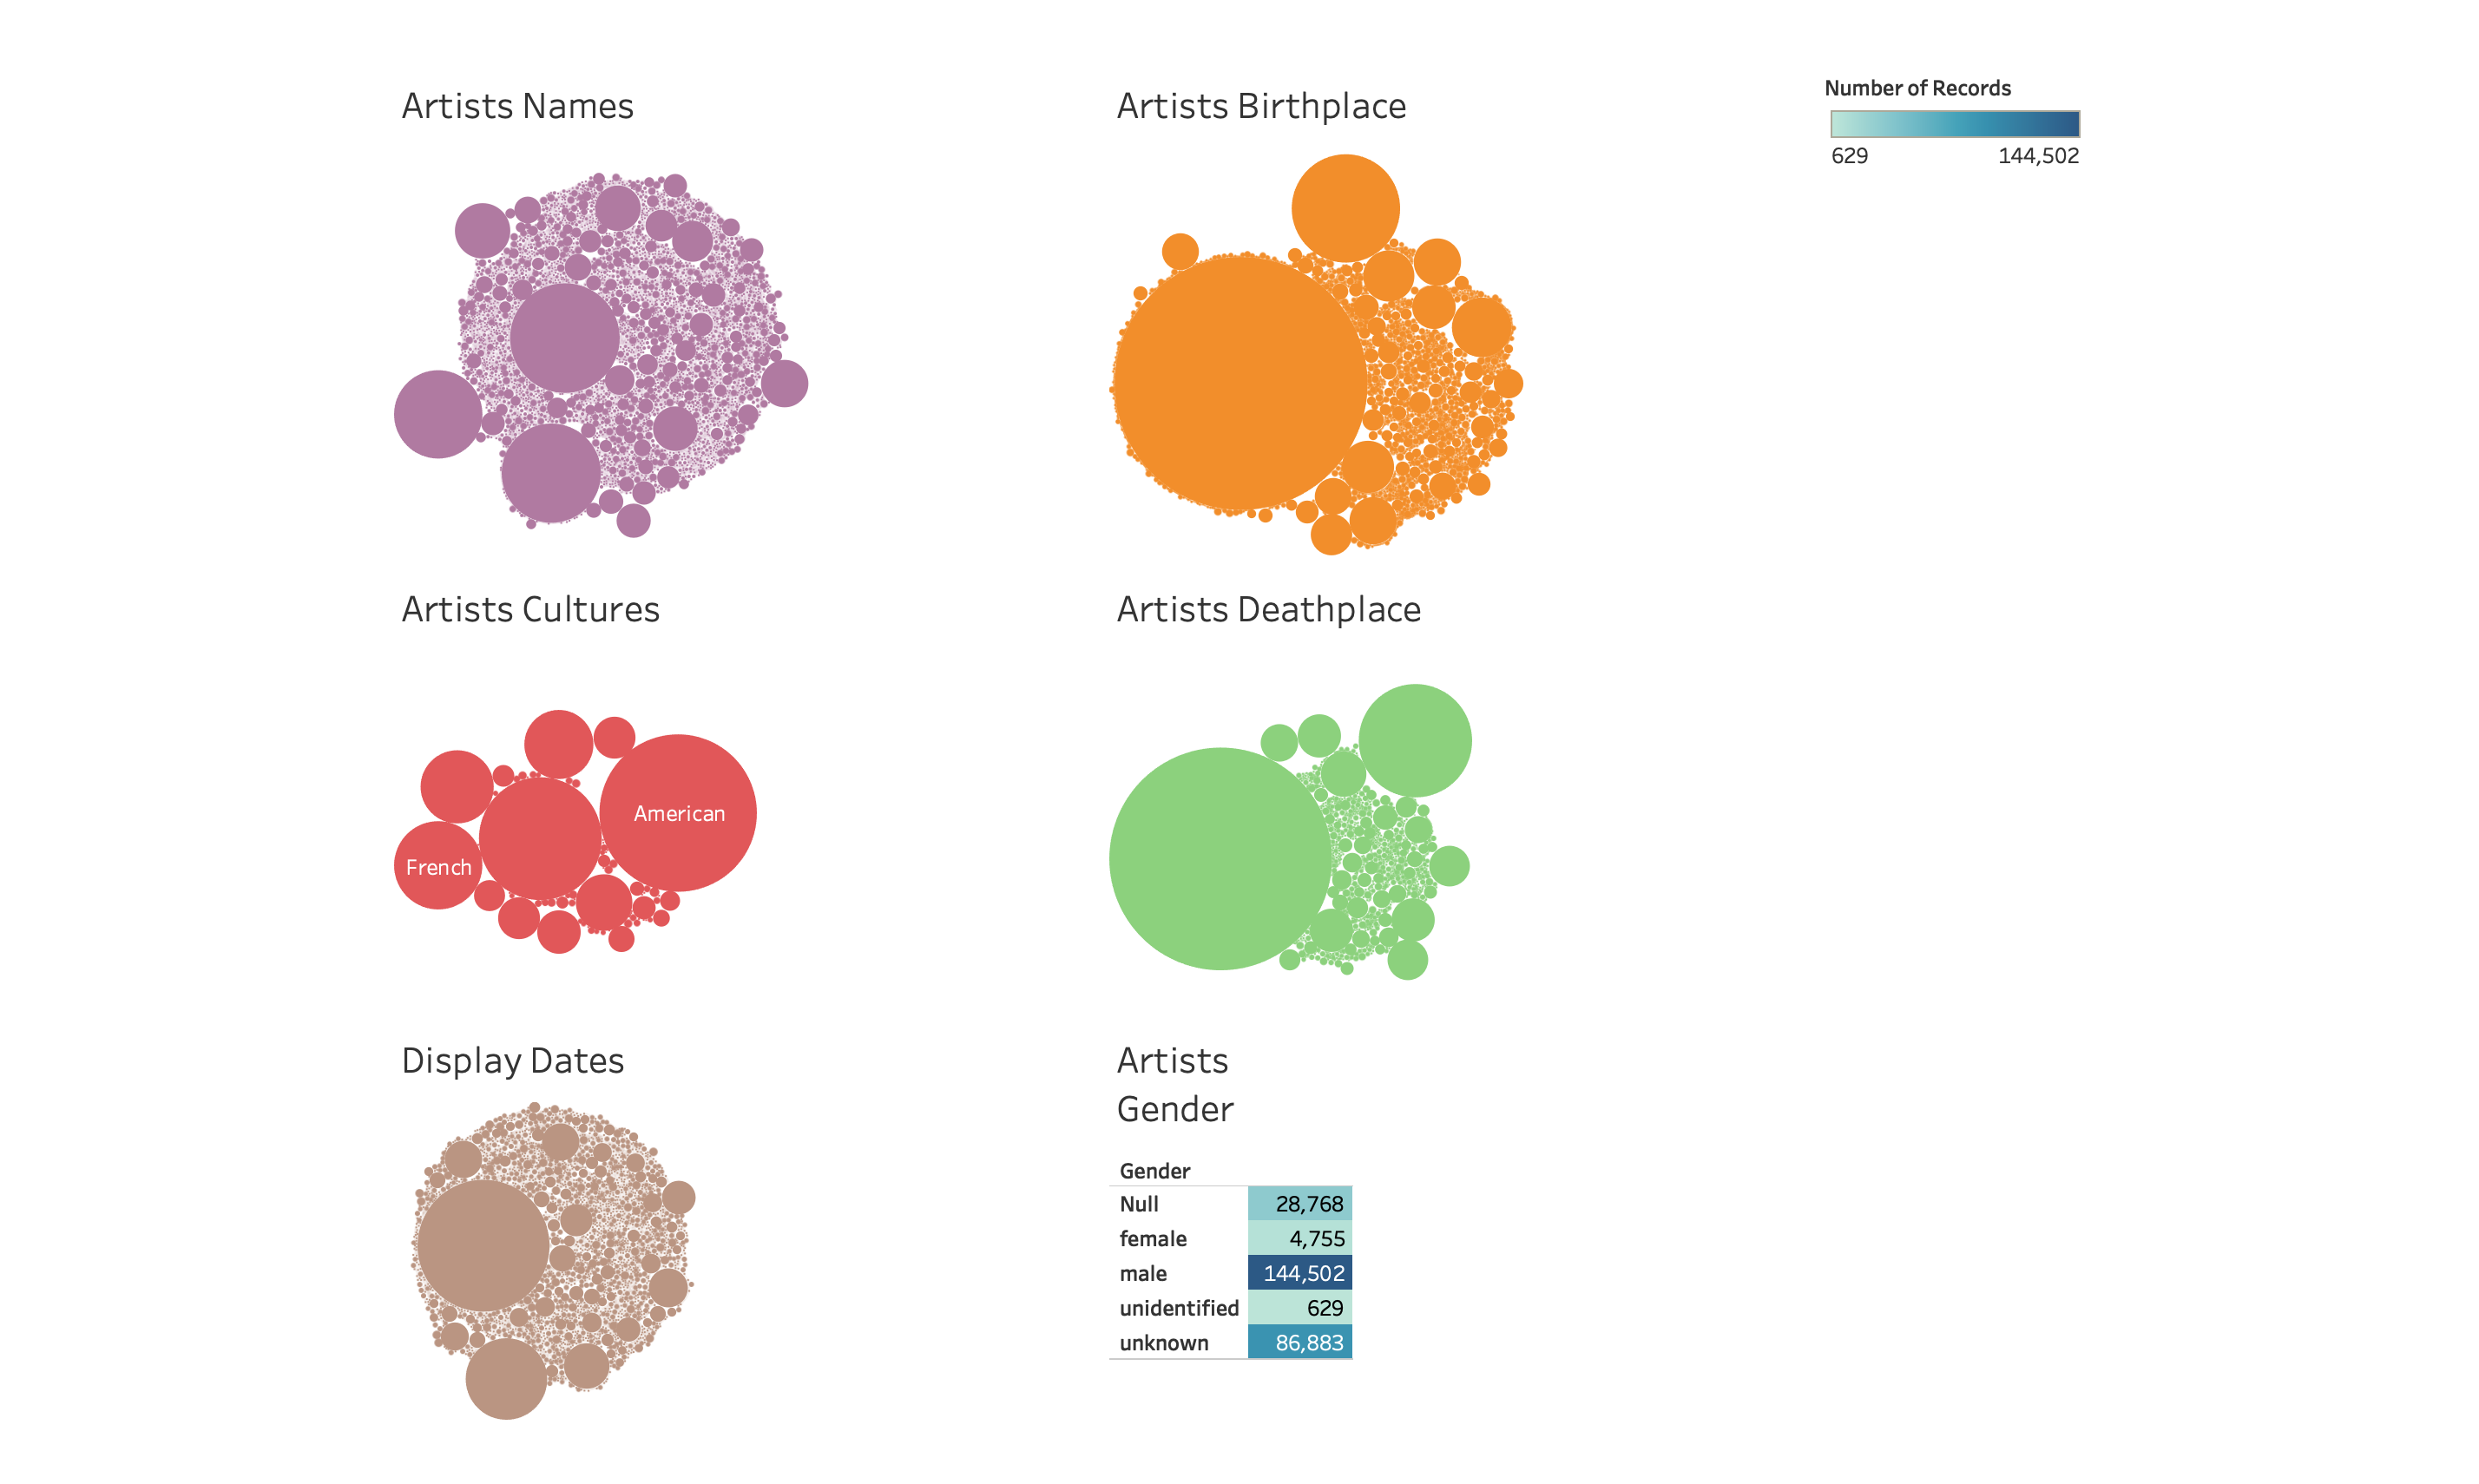 Artists Names
Artists Birthplace
Number of Records
629 144,502
Artists Cultures
Artists Deathplace
American
French
Display Dates
Artists
Gender
Gender
Null 28,768
female 4,755
male 144,502
unidentified 629
unknown 86,883